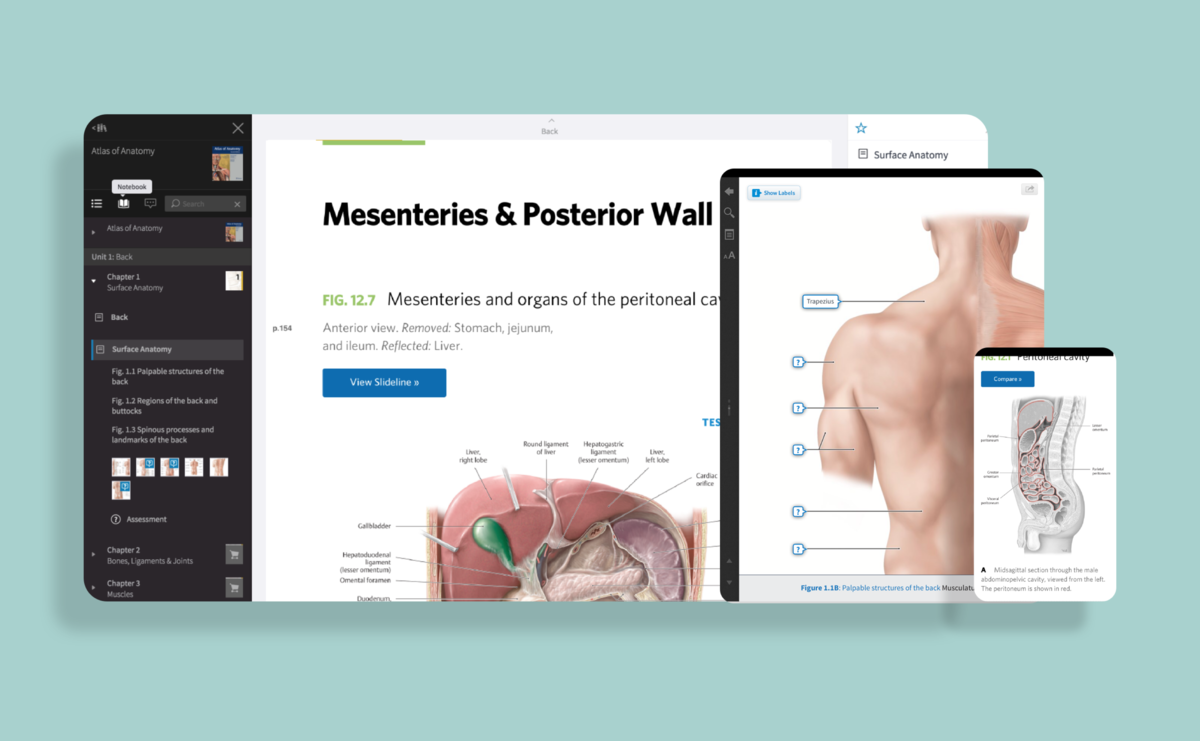 Atlas of Anatomy
Notebook
Search
Atlas of Anatomy
Unit 1: Back
Chapter 1
Surface Anatomy
1
Back
Surface Anatomy
Fig. 1.1 Palpable structures of the
back
Fig. 1.2 Regions of the back and
buttocks
Fig. 1.3 Spinous processes and
landmarks of the back
Assessment
Chapter 2
Bones, Ligaments & Joints
Chapter 3
Muscles
Back
Mesenteries & Posterior Wall
FIG. 12.7 Mesenteries and organs of the peritoneal cav
p.154
Anterior view. Removed: Stomach, jejunum,
and ileum. Reflected: Liver.
View Slideline »
TES
Liver,
right lobe
Round ligament
of liver
Hepatogastric
ligament
(lesser omentum)
Liver,
left lobe
Cardiac
orifice
Gallbladder
Hepatoduodenal
ligament
(lesser omentum)
Omental foramen
Duodenum,
Surface Anatomy
Show Labels
AA
Trapezius
?
?
?
?
?
Figure 1.1B: Palpable structures of the back Musculatu
FIG. 12.1 Peritoneal cavity
Compare »
A Midsagittal section through the male
abdominopelvic cavity, viewed from the left.
The peritoneum is shown in red.